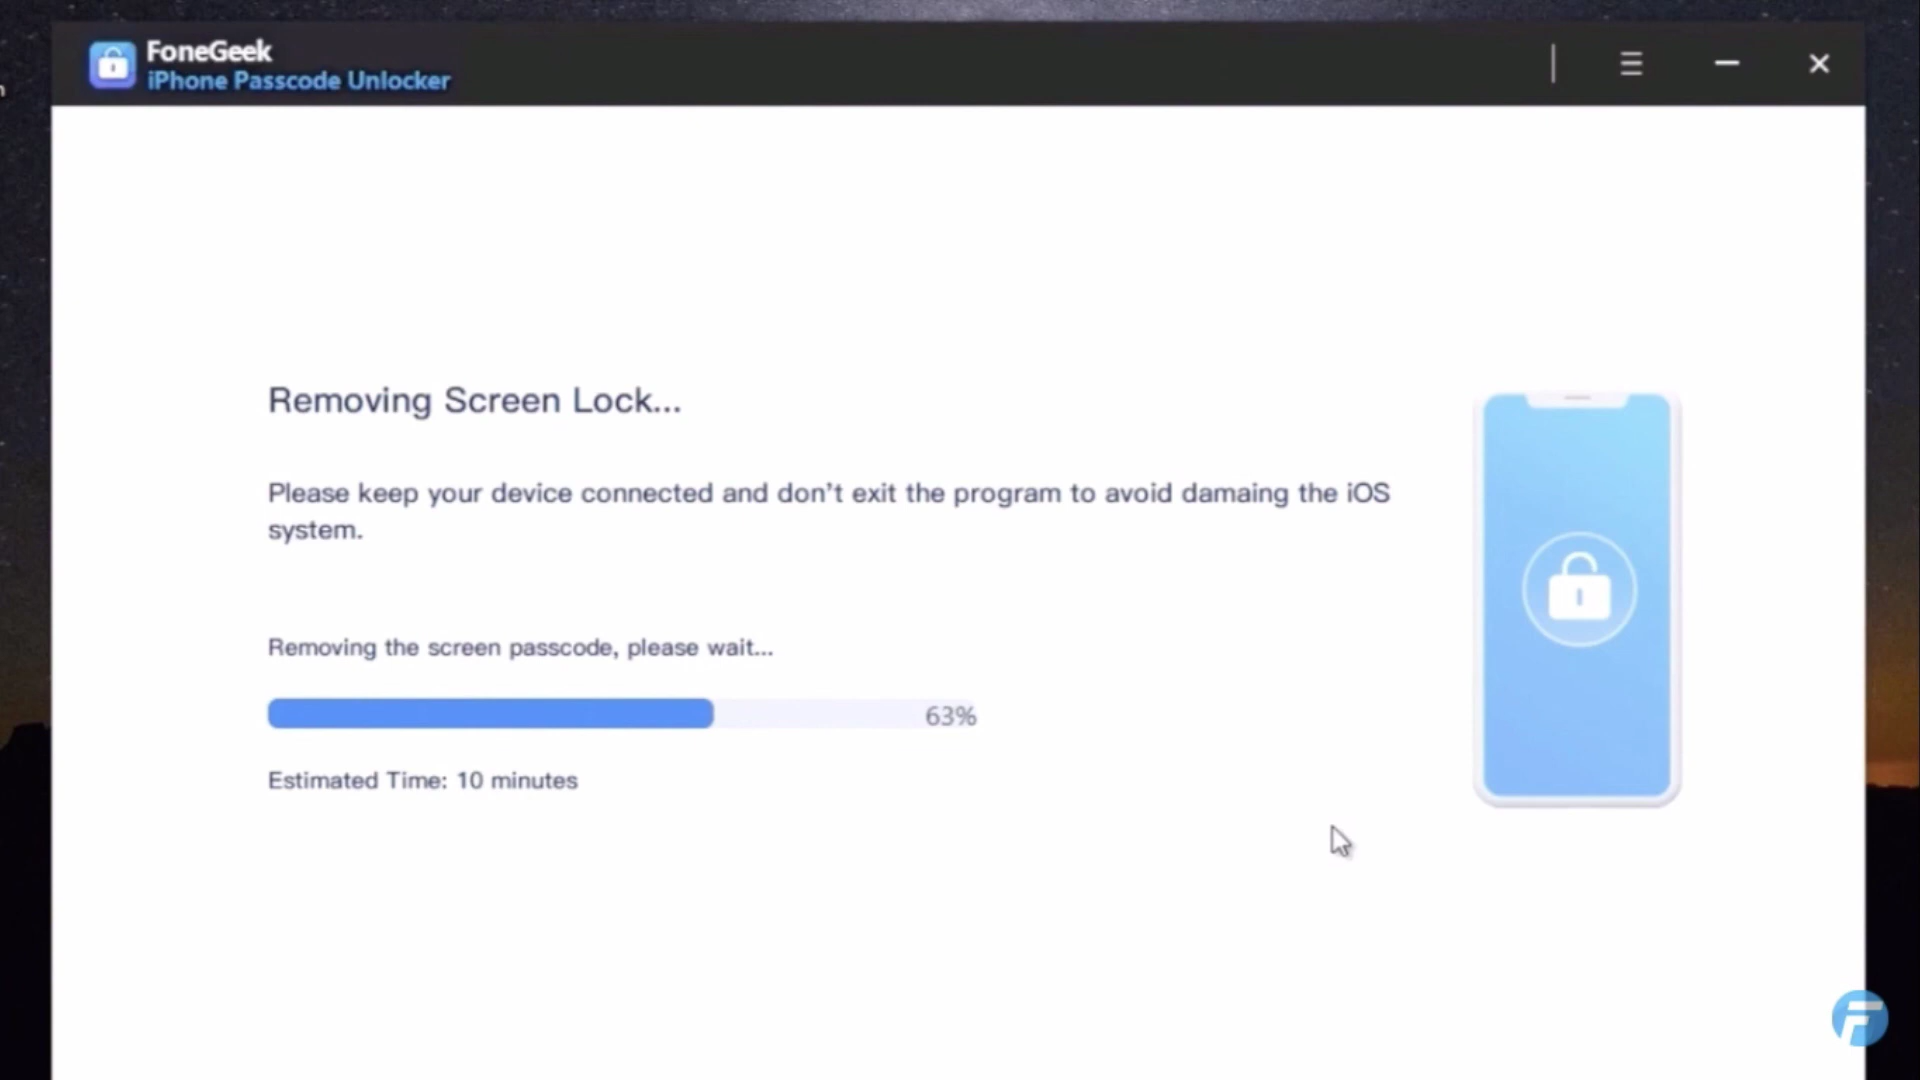 FoneGeek
iPhone Passcode Unlocker
Removing Screen Lock...
Please keep your device connected and don't exit the program to avoid damaing the iOS
system.
Removing the screen passcode, please wait...
63%
Estimated Time: 10 minutes